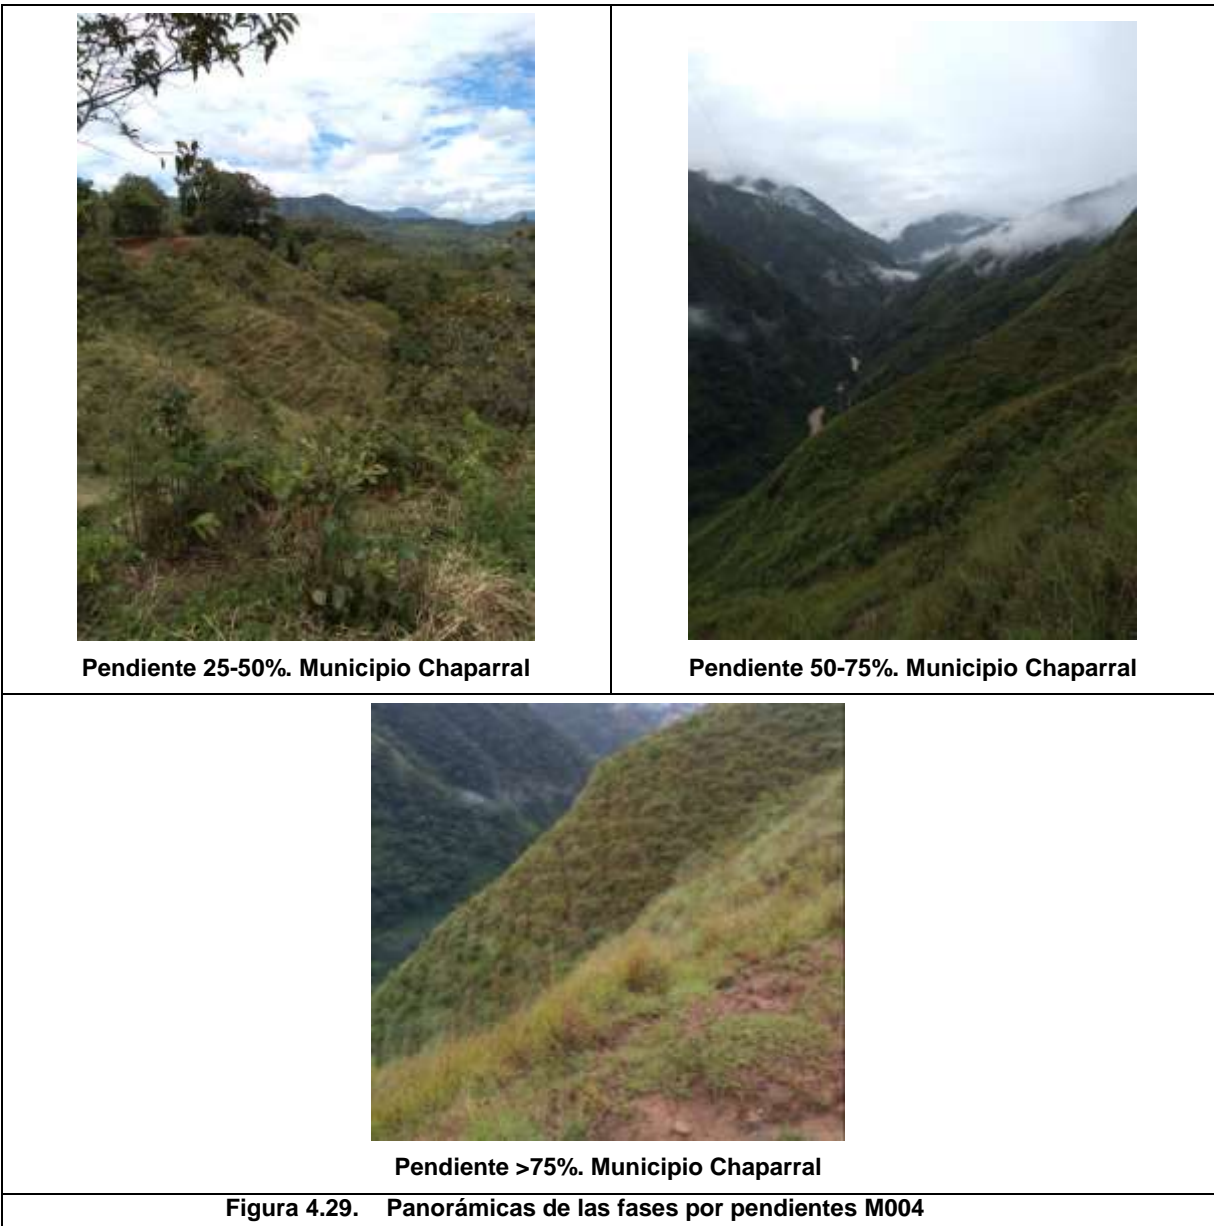 Pendiente 25-50%. Municipio Chaparral
Pendiente 50-75%. Municipio Chaparral
Pendiente >75%. Municipio Chaparral
Figura 4.29. Panorámicas de las fases por pendientes M004